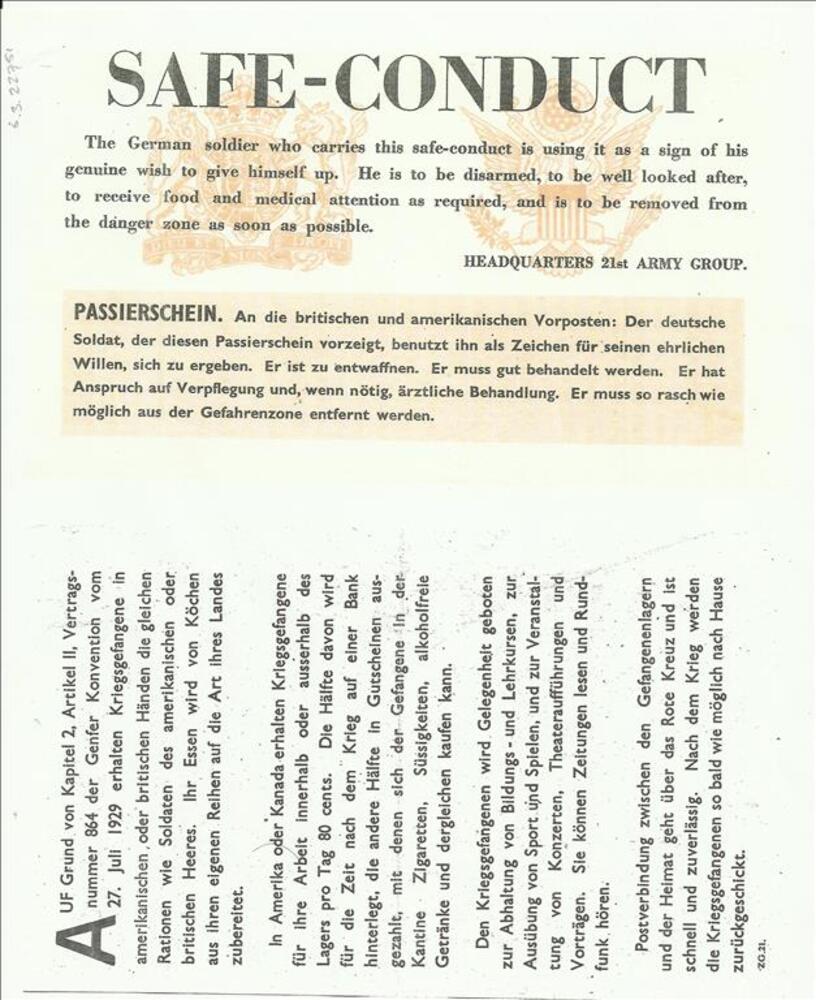 6.3. 22751
SAFE-CONDUCT
The German soldier who carries this safe-conduct is using it as a sign of his
genuine wish to give himself up. He is to be disarmed, to be well looked after,
to receive food and medical attention as required, and is to be removed from
the danger zone as soon as possible.
HEADQUARTERS 21st ARMY GROUP.
PASSIERSCHEIN. An die britischen und amerikanischen Vorposten: Der deutsche
Soldat, der diesen Passierschein vorzeigt, benutzt ihn als Zeichen für seinen ehrlichen
Willen, sich zu ergeben. Er ist zu entwaffnen. Er muss gut behandelt werden. Er hat
Anspruch auf Verpflegung und, wenn nötig, ärztliche Behandlung. Er muss so rasch wie
möglich aus der Gefahrenzone entfernt werden.
AUF Grund von Kapitel 2, Artikel II, Vertrags-
nummer 864 der Genfer Konvention vom
27. Juli 1929 erhalten Kriegsgefangene in
amerikanischen oder britischen Händen die gleichen
Rationen wie Soldaten des amerikanischen oder
britischen Heeres. Ihr Essen wird von Köchen
aus ihren eigenen Reihen auf die Art ihres Landes
zubereitet.
In Amerika oder Kanada erhalten Kriegsgefangene
für ihre Arbeit innerhalb oder ausserhalb des
Lagers pro Tag 80 cents. Die Hälfte davon wird
für die Zeit nach dem Krieg auf einer Bank
hinterlegt, die andere Hälfte in Gutscheinen aus-
gezahlt, mit denen sich der Gefangene in der
Kantine Zigaretten, Süssigkeiten, alkoholfreie
Getränke und dergleichen kaufen kann.
Den Kriegsgefangenen wird Gelegenheit geboten
zur Abhaltung von Bildungs- und Lehrkursen, zur
Ausübung von Sport und Spielen, und zur Veranstal-
tung von Konzerten, Theateraufführungen und
Vorträgen. Sie können Zeitungen lesen und Rund-
funk hören.
Postverbindung zwischen den Gefangenenlagern
und der Heimat geht über das Rote Kreuz und ist
schnell und zuverlässig. Nach dem Krieg werden
die Kriegsgefangenen so bald wie möglich nach Hause
zurückgeschickt.
ZG.21.